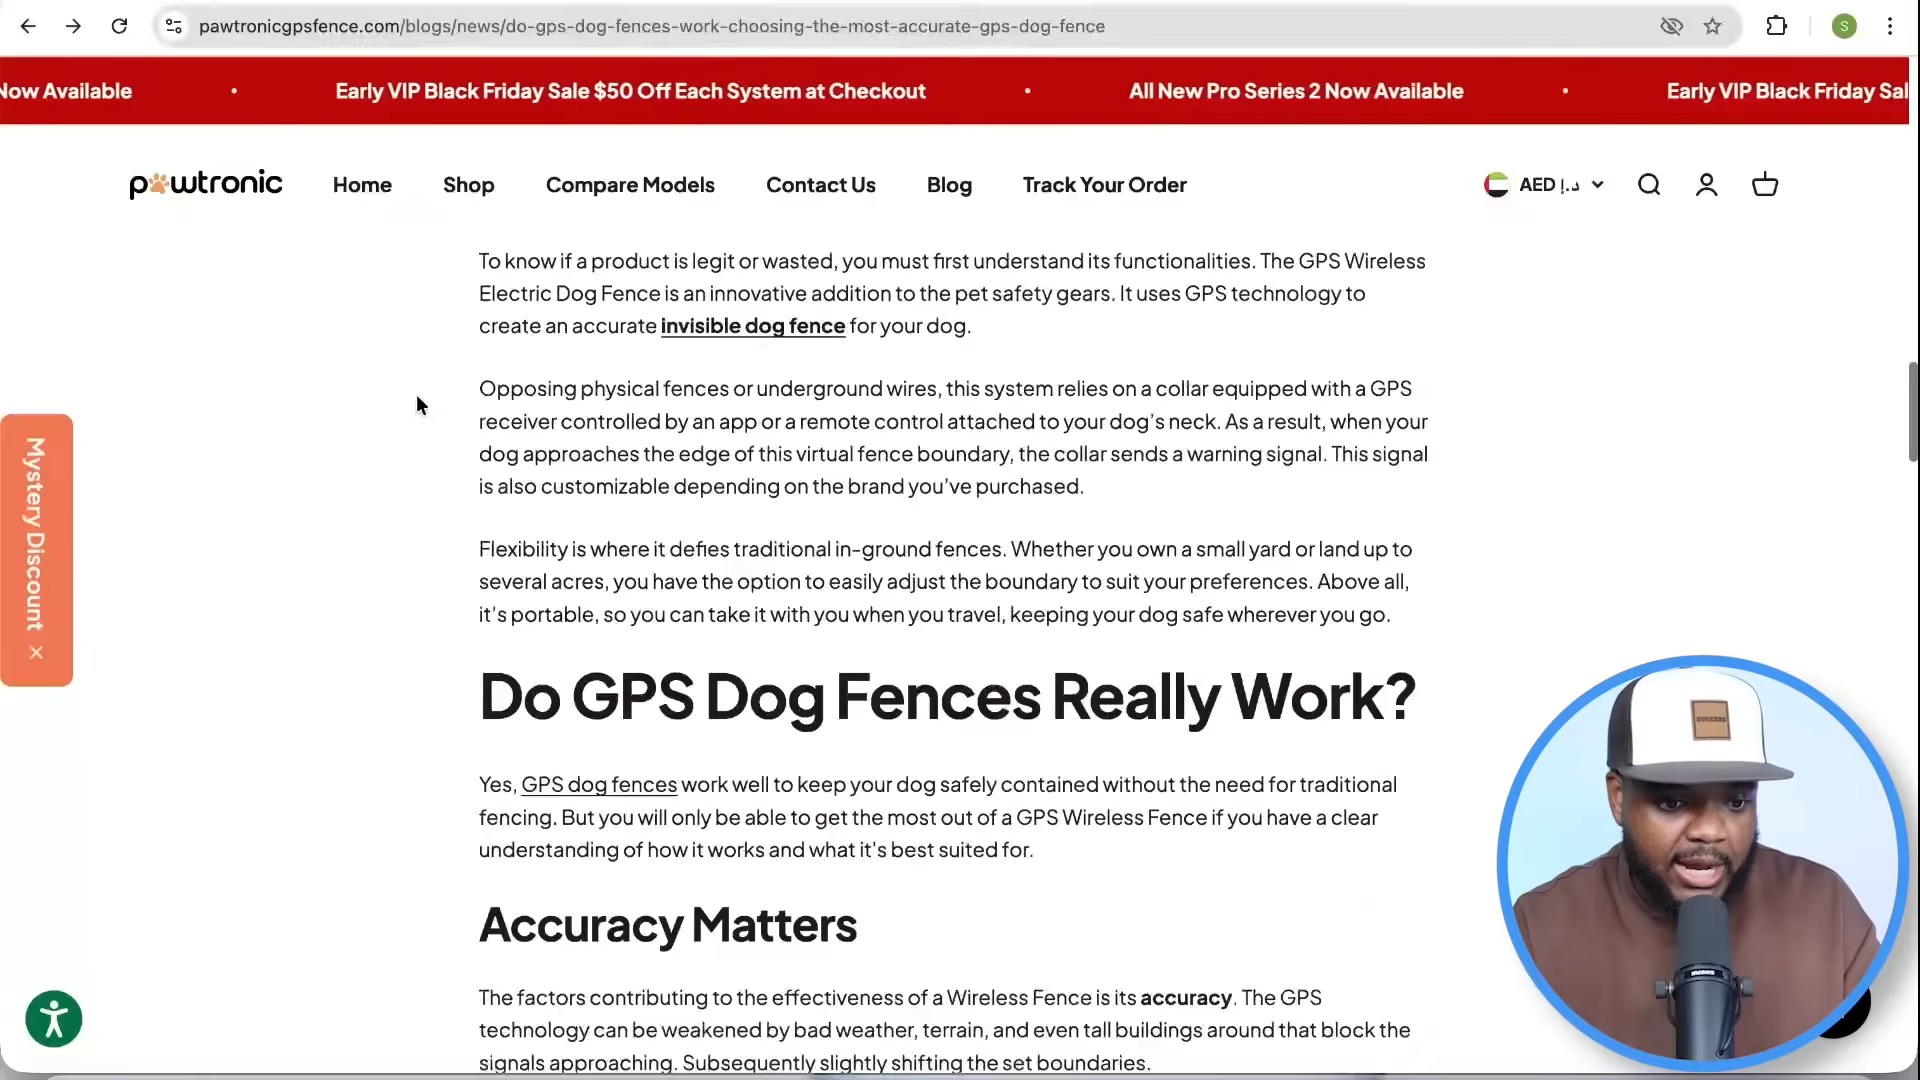 pawtronicgpsfence.com/blogs/news/do-gps-dog-fences-work-choosing-the-most-accurate-gps-dog-fence
S
Now Available • Early VIP Black Friday Sale $50 Off Each System at Checkout • All New Pro Series 2 Now Available • Early VIP Black Friday Sal
pawtronic Home Shop Compare Models Contact Us Blog Track Your Order AED د.إ
To know if a product is legit or wasted, you must first understand its functionalities. The GPS Wireless
Electric Dog Fence is an innovative addition to the pet safety gears. It uses GPS technology to
create an accurate invisible dog fence for your dog.
Opposing physical fences or underground wires, this system relies on a collar equipped with a GPS
receiver controlled by an app or a remote control attached to your dog’s neck. As a result, when your
dog approaches the edge of this virtual fence boundary, the collar sends a warning signal. This signal
is also customizable depending on the brand you’ve purchased.
Mystery Discount
Flexibility is where it defies traditional in-ground fences. Whether you own a small yard or land up to
several acres, you have the option to easily adjust the boundary to suit your preferences. Above all,
it’s portable, so you can take it with you when you travel, keeping your dog safe wherever you go.
Do GPS Dog Fences Really Work?
Yes, GPS dog fences work well to keep your dog safely contained without the need for traditional
fencing. But you will only be able to get the most out of a GPS Wireless Fence if you have a clear
understanding of how it works and what it's best suited for.
Accuracy Matters
The factors contributing to the effectiveness of a Wireless Fence is its accuracy. The GPS
technology can be weakened by bad weather, terrain, and even tall buildings around that block the
signals approaching. Subsequently slightly shifting the set boundaries.
SUCCESS